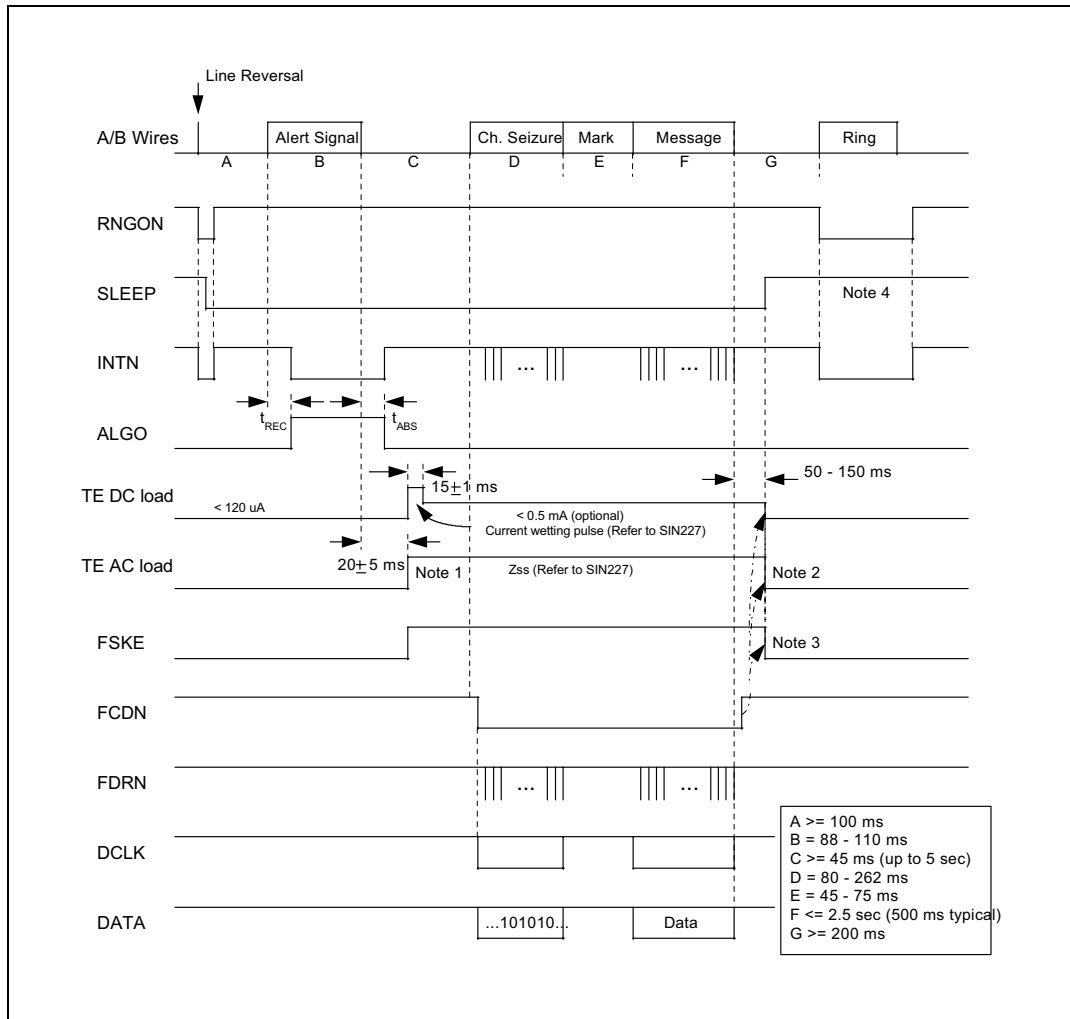 Line Reversal
A/B Wires
Alert Signal
Ch. Seizure
Mark
Message
Ring
A
B
C
D
E
F
G
RNGON
SLEEP
Note 4
INTN
...
...
tREC
tABS
ALGO
50 - 150 ms
15±1 ms
TE DC load
< 120 uA
< 0.5 mA (optional)
Current wetting pulse (Refer to SIN227)
20±5 ms
TE AC load
Note 1
Zss (Refer to SIN227)
Note 2
FSKE
Note 3
FCDN
FDRN
...
...
DCLK
DATA
...101010...
Data
A >= 100 ms
B = 88 - 110 ms
C >= 45 ms (up to 5 sec)
D = 80 - 262 ms
E = 45 - 75 ms
F <= 2.5 sec (500 ms typical)
G >= 200 ms